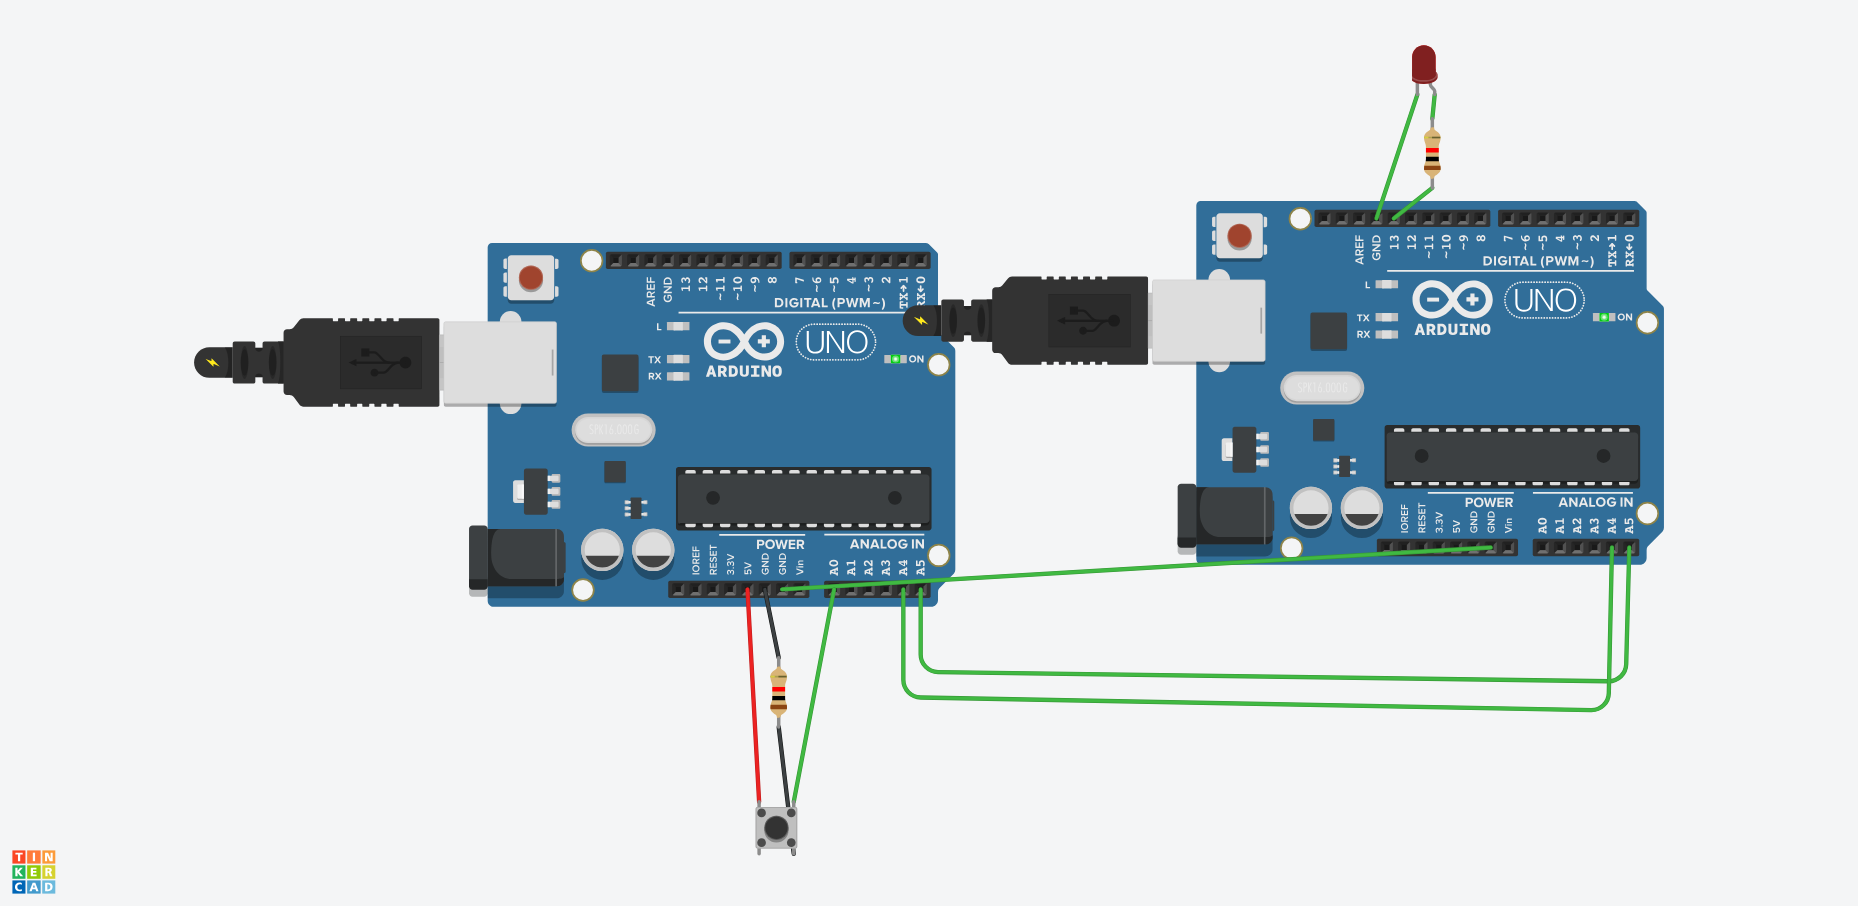 AREF
GND
13
12
~11
~10
~9
8
7
~6
~5
4
~3
2
TX→1
RX←0
DIGITAL (PWM~)
L
TX
RX
ARDUINO
UNO
ON
SPK16.000G
IOREF
RESET
3.3V
5V
GND
GND
Vin
POWER
ANALOG IN
A0
A1
A2
A3
A4
A5
AREF
GND
13
12
~11
~10
~9
8
7
~6
~5
4
~3
2
TX→1
RX←0
DIGITAL (PWM~)
L
TX
RX
ARDUINO
UNO
ON
SPK16.000G
IOREF
RESET
3.3V
5V
GND
GND
Vin
POWER
ANALOG IN
A0
A1
A2
A3
A4
A5
TIN
KER
CAD